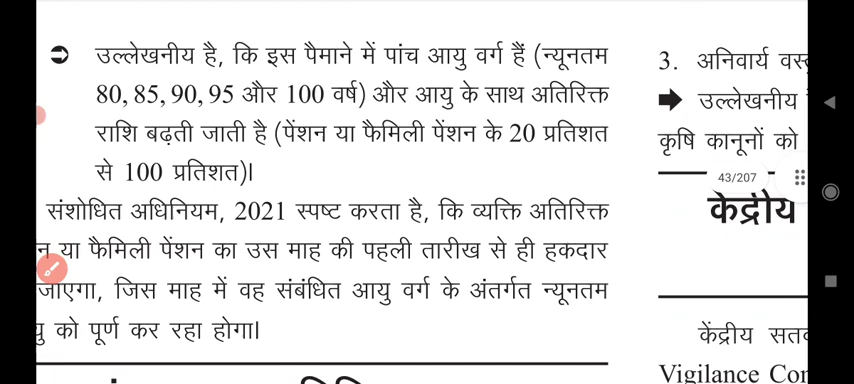 ➲ उल्लेखनीय है, कि इस पैमाने में पांच आयु वर्ग हैं (न्यूनतम
80, 85, 90, 95 और 100 वर्ष) और आयु के साथ अतिरिक्त
राशि बढ़ती जाती है (पेंशन या फैमिली पेंशन के 20 प्रतिशत
से 100 प्रतिशत)।
संशोधित अधिनियम, 2021 स्पष्ट करता है, कि व्यक्ति अतिरिक्त
न या फैमिली पेंशन का उस माह की पहली तारीख से ही हकदार
जाएगा, जिस माह में वह संबंधित आयु वर्ग के अंतर्गत न्यूनतम
यु को पूर्ण कर रहा होगा।
3. अनिवार्य
➡ उल्लेखनीय
कृषि कानूनों को
43/207
केंद्रीय
केंद्रीय
Vigilance